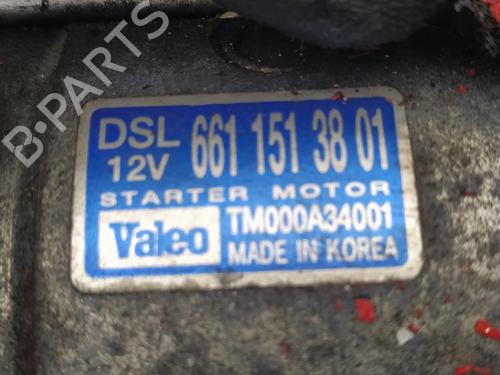 B-PARTS
DSL 661 151 38 01
12V
STARTER MOTOR
Valeo TM000A34001
MADE IN KOREA